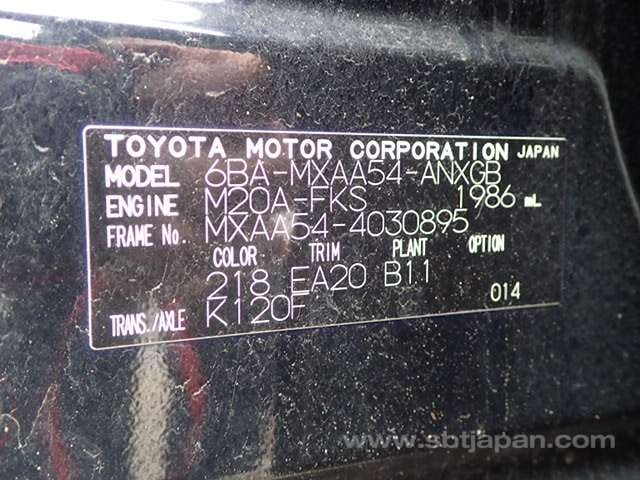 TOYOTA MOTOR CORPORATION JAPAN
MODEL 6BA-MXAA54-ANXGB
ENGINE M20A-FKS 1986 mL
FRAME No. MXAA54-4030895
COLOR TRIM PLANT OPTION
218 EA20 B11
TRANS./AXLE K120F 014
www.sbtjapan.com